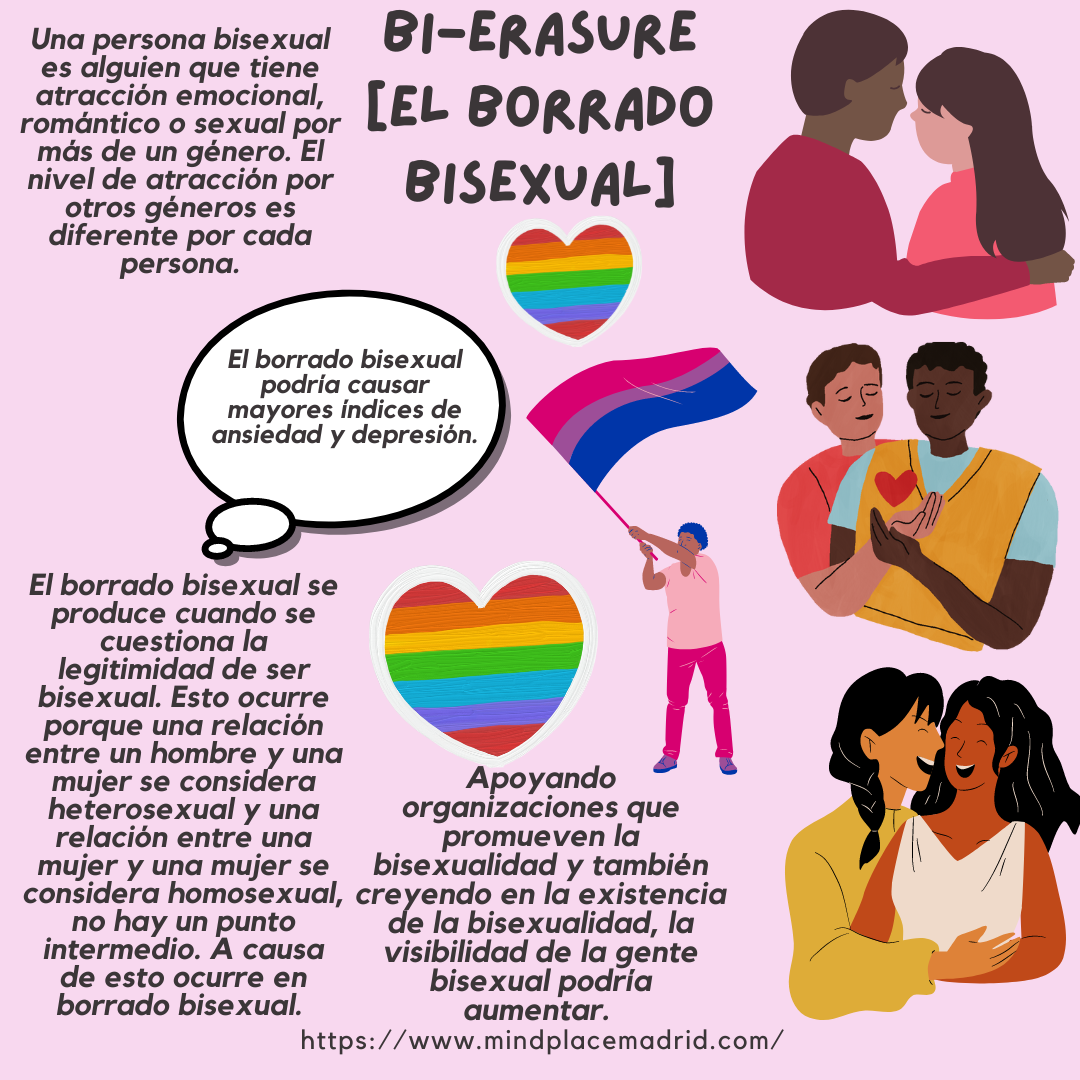 BI-ERASURE
[EL BORRADO
BISEXUAL]
Una persona bisexual
es alguien que tiene
atracción emocional,
romántico o sexual por
más de un género. El
nivel de atracción por
otros géneros es
diferente por cada
persona.
El borrado bisexual
podría causar
mayores índices de
ansiedad y depresión.
El borrado bisexual se
produce cuando se
cuestiona la
legitimidad de ser
bisexual. Esto ocurre
porque una relación
entre un hombre y una
mujer se considera
heterosexual y una
relación entre una
mujer y una mujer se
considera homosexual,
no hay un punto
intermedio. A causa
de esto ocurre en
borrado bisexual.
Apoyando
organizaciones que
promueven la
bisexualidad y también
creyendo en la existencia
de la bisexualidad, la
visibilidad de la gente
bisexual podría
aumentar.
https://www.mindplacemadrid.com/